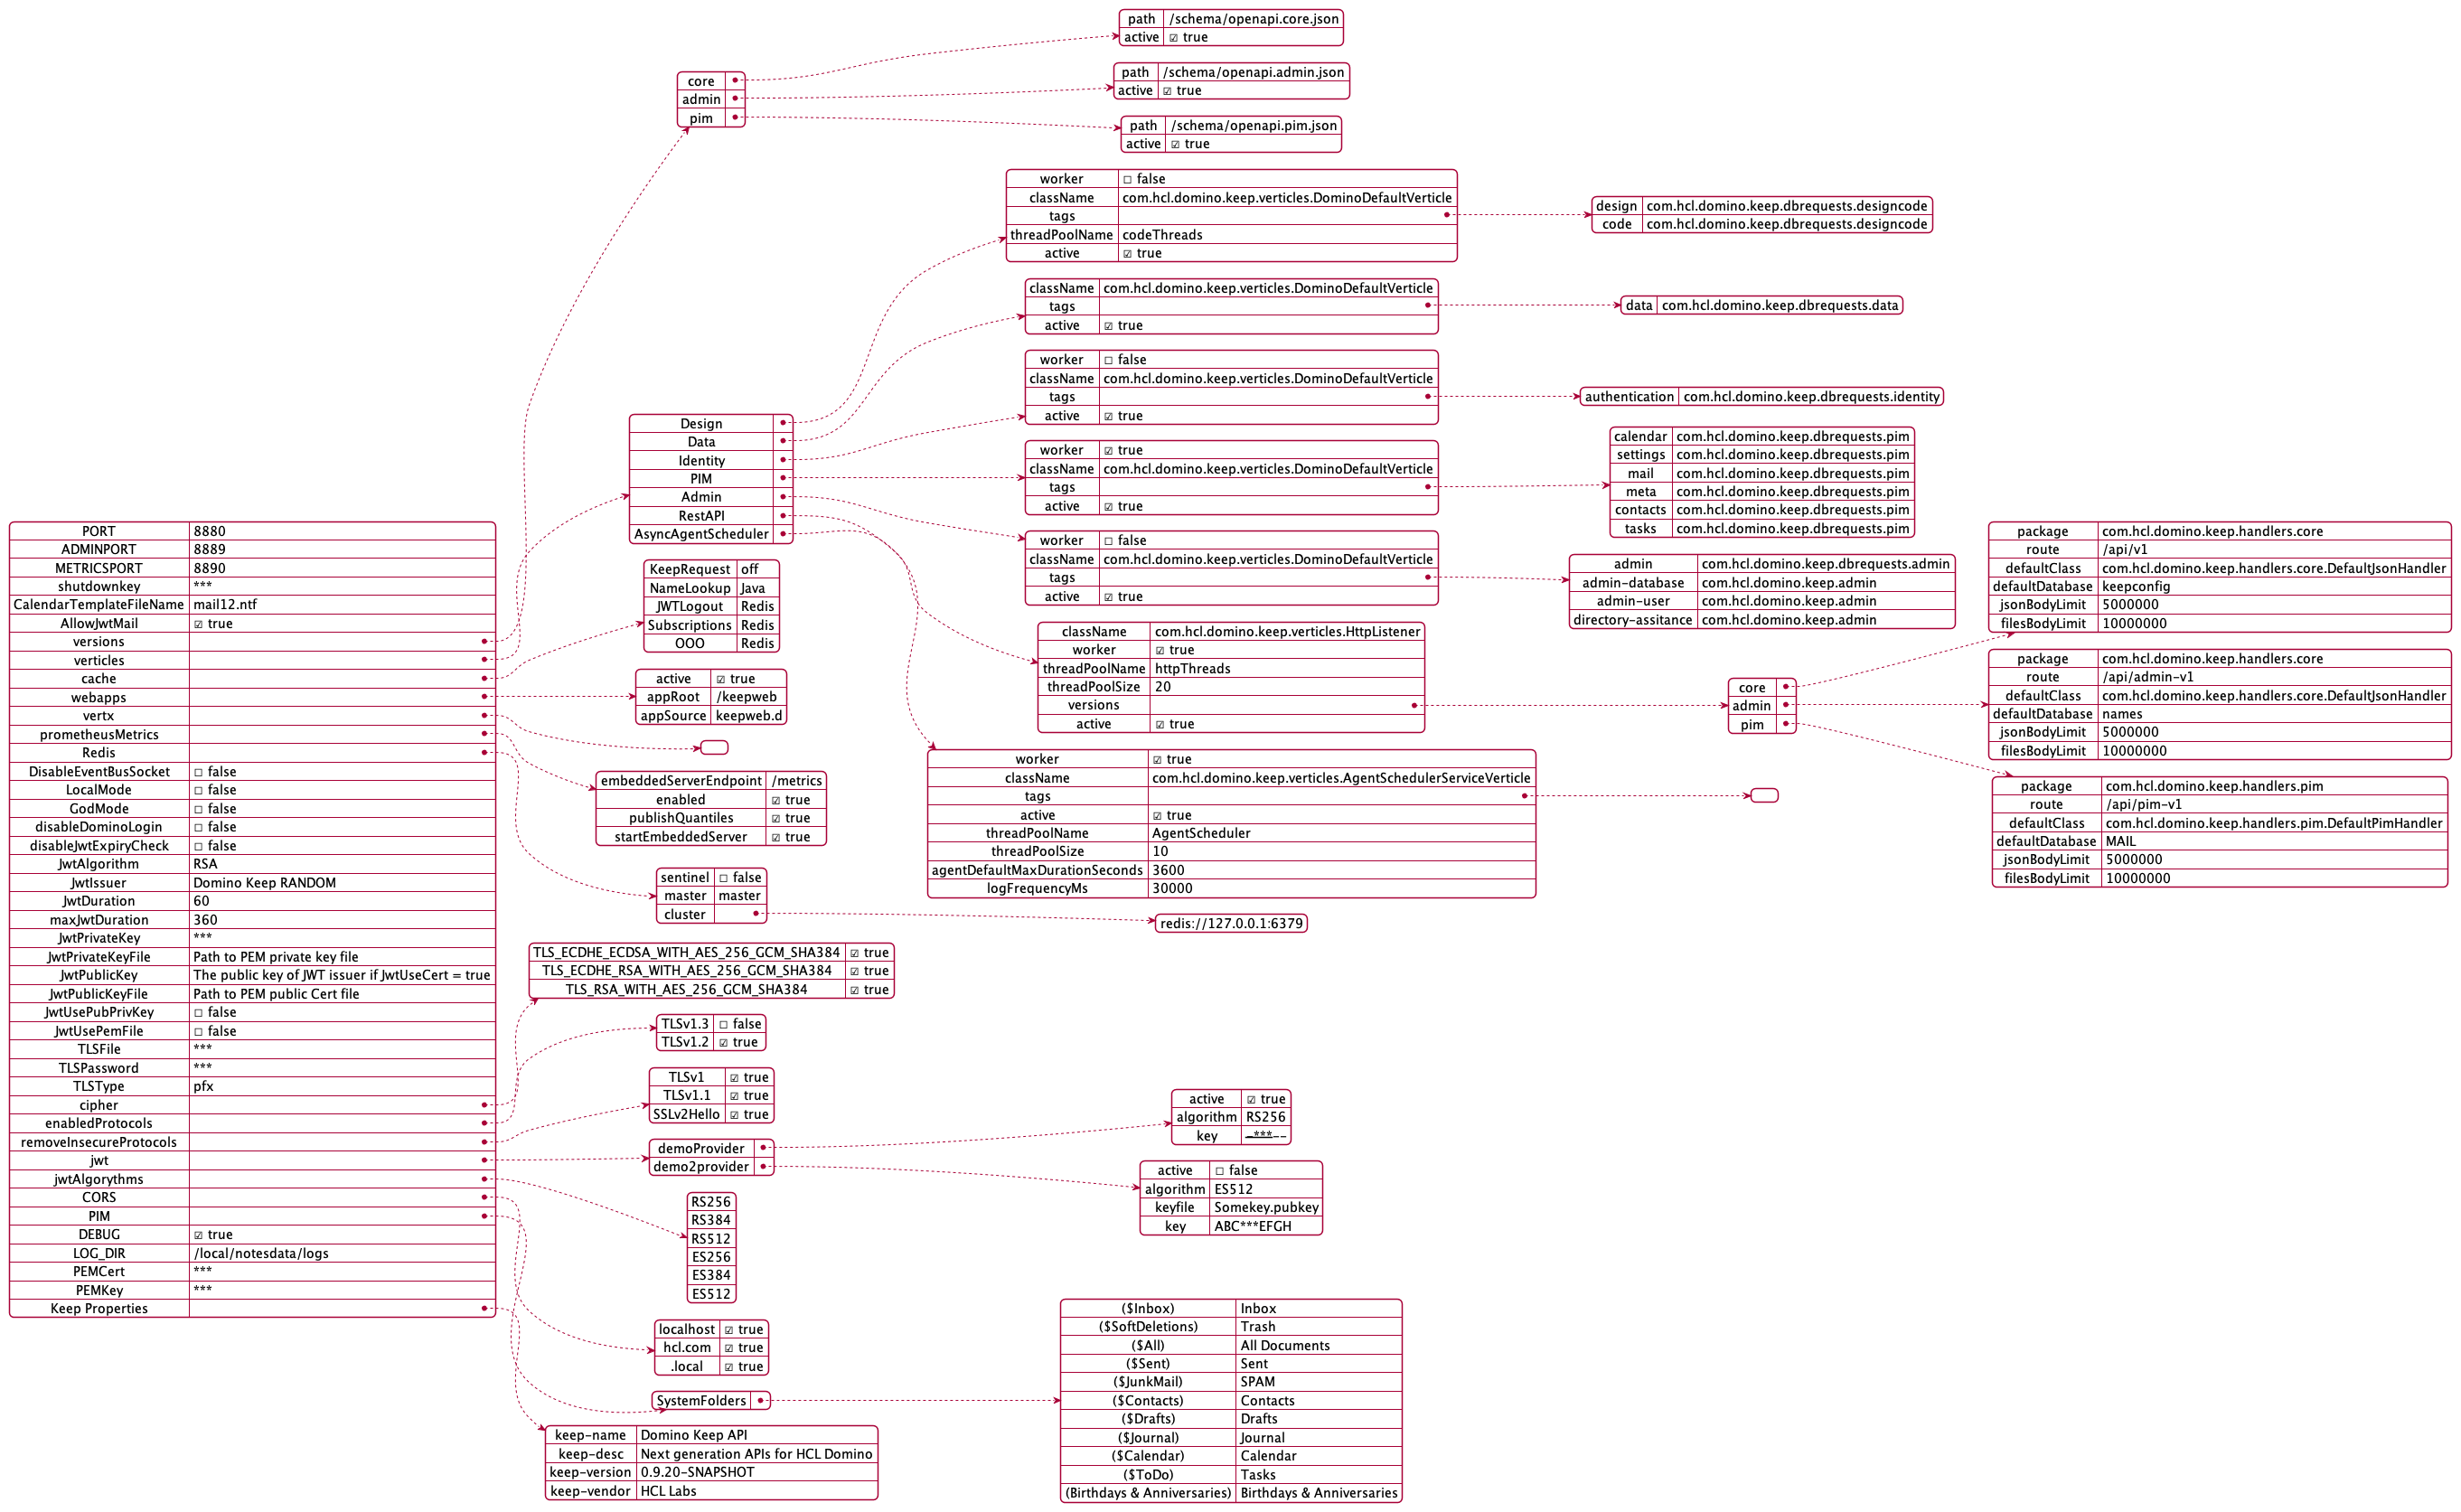 path /schema/openapi.core.json
active ☑ true
core
admin
pim
path /schema/openapi.admin.json
active ☑ true
path /schema/openapi.pim.json
active ☑ true
worker ☐ false
className com.hcl.domino.keep.verticles.DominoDefaultVerticle
tags
threadPoolName codeThreads
active ☑ true
design com.hcl.domino.keep.dbrequests.designcode
code com.hcl.domino.keep.dbrequests.designcode
className com.hcl.domino.keep.verticles.DominoDefaultVerticle
tags
active ☑ true
data com.hcl.domino.keep.dbrequests.data
worker ☐ false
className com.hcl.domino.keep.verticles.DominoDefaultVerticle
tags
active ☑ true
authentication com.hcl.domino.keep.dbrequests.identity
Design
Data
Identity
PIM
Admin
RestAPI
AsyncAgentScheduler
worker ☑ true
className com.hcl.domino.keep.verticles.DominoDefaultVerticle
tags
active ☑ true
calendar com.hcl.domino.keep.dbrequests.pim
settings com.hcl.domino.keep.dbrequests.pim
mail com.hcl.domino.keep.dbrequests.pim
meta com.hcl.domino.keep.dbrequests.pim
contacts com.hcl.domino.keep.dbrequests.pim
tasks com.hcl.domino.keep.dbrequests.pim
worker ☐ false
className com.hcl.domino.keep.verticles.DominoDefaultVerticle
tags
active ☑ true
admin com.hcl.domino.keep.dbrequests.admin
admin-database com.hcl.domino.keep.admin
admin-user com.hcl.domino.keep.admin
directory-assitance com.hcl.domino.keep.admin
className com.hcl.domino.keep.verticles.HttpListener
worker ☑ true
threadPoolName httpThreads
threadPoolSize 20
versions
active ☑ true
core
admin
pim
package com.hcl.domino.keep.handlers.core
route /api/v1
defaultClass com.hcl.domino.keep.handlers.core.DefaultJsonHandler
defaultDatabase keepconfig
jsonBodyLimit 5000000
filesBodyLimit 10000000
package com.hcl.domino.keep.handlers.core
route /api/admin-v1
defaultClass com.hcl.domino.keep.handlers.core.DefaultJsonHandler
defaultDatabase names
jsonBodyLimit 5000000
filesBodyLimit 10000000
package com.hcl.domino.keep.handlers.pim
route /api/pim-v1
defaultClass com.hcl.domino.keep.handlers.pim.DefaultPimHandler
defaultDatabase MAIL
jsonBodyLimit 5000000
filesBodyLimit 10000000
worker ☑ true
className com.hcl.domino.keep.verticles.AgentSchedulerServiceVerticle
tags
active ☑ true
threadPoolName AgentScheduler
threadPoolSize 10
agentDefaultMaxDurationSeconds 3600
logFrequencyMs 30000
PORT 8880
ADMINPORT 8889
METRICSPORT 8890
shutdownkey ***
CalendarTemplateFileName mail12.ntf
AllowJwtMail ☑ true
versions
verticles
cache
webapps
vertx
prometheusMetrics
Redis
DisableEventBusSocket ☐ false
LocalMode ☐ false
GodMode ☐ false
disableDominoLogin ☐ false
disableJwtExpiryCheck ☐ false
JwtAlgorithm RSA
JwtIssuer Domino Keep RANDOM
JwtDuration 60
maxJwtDuration 360
JwtPrivateKey ***
JwtPrivateKeyFile Path to PEM private key file
JwtPublicKey The public key of JWT issuer if JwtUseCert = true
JwtPublicKeyFile Path to PEM public Cert file
JwtUsePubPrivKey ☐ false
JwtUsePemFile ☐ false
TLSFile ***
TLSPassword ***
TLSType pfx
cipher
enabledProtocols
removeInsecureProtocols
jwt
jwtAlgorythms
CORS
PIM
DEBUG ☑ true
LOG_DIR /local/notesdata/logs
PEMCert ***
PEMKey ***
Keep Properties
KeepRequest off
NameLookup Java
JWTLogout Redis
Subscriptions Redis
OOO Redis
active ☑ true
appRoot /keepweb
appSource keepweb.d
embeddedServerEndpoint /metrics
enabled ☑ true
publishQuantiles ☑ true
startEmbeddedServer ☑ true
sentinel ☐ false
master master
cluster
redis://127.0.0.1:6379
TLS_ECDHE_ECDSA_WITH_AES_256_GCM_SHA384 ☑ true
TLS_ECDHE_RSA_WITH_AES_256_GCM_SHA384 ☑ true
TLS_RSA_WITH_AES_256_GCM_SHA384 ☑ true
TLSv1.3 ☐ false
TLSv1.2 ☑ true
TLSv1 ☑ true
TLSv1.1 ☑ true
SSLv2Hello ☑ true
demoProvider
demo2provider
active ☑ true
algorithm RS256
key –***--
active ☐ false
algorithm ES512
keyfile Somekey.pubkey
key ABC***EFGH
RS256
RS384
RS512
ES256
ES384
ES512
localhost ☑ true
hcl.com ☑ true
.local ☑ true
SystemFolders
($Inbox) Inbox
($SoftDeletions) Trash
($All) All Documents
($Sent) Sent
($JunkMail) SPAM
($Contacts) Contacts
($Drafts) Drafts
($Journal) Journal
($Calendar) Calendar
($ToDo) Tasks
(Birthdays & Anniversaries) Birthdays & Anniversaries
keep-name Domino Keep API
keep-desc Next generation APIs for HCL Domino
keep-version 0.9.20-SNAPSHOT
keep-vendor HCL Labs